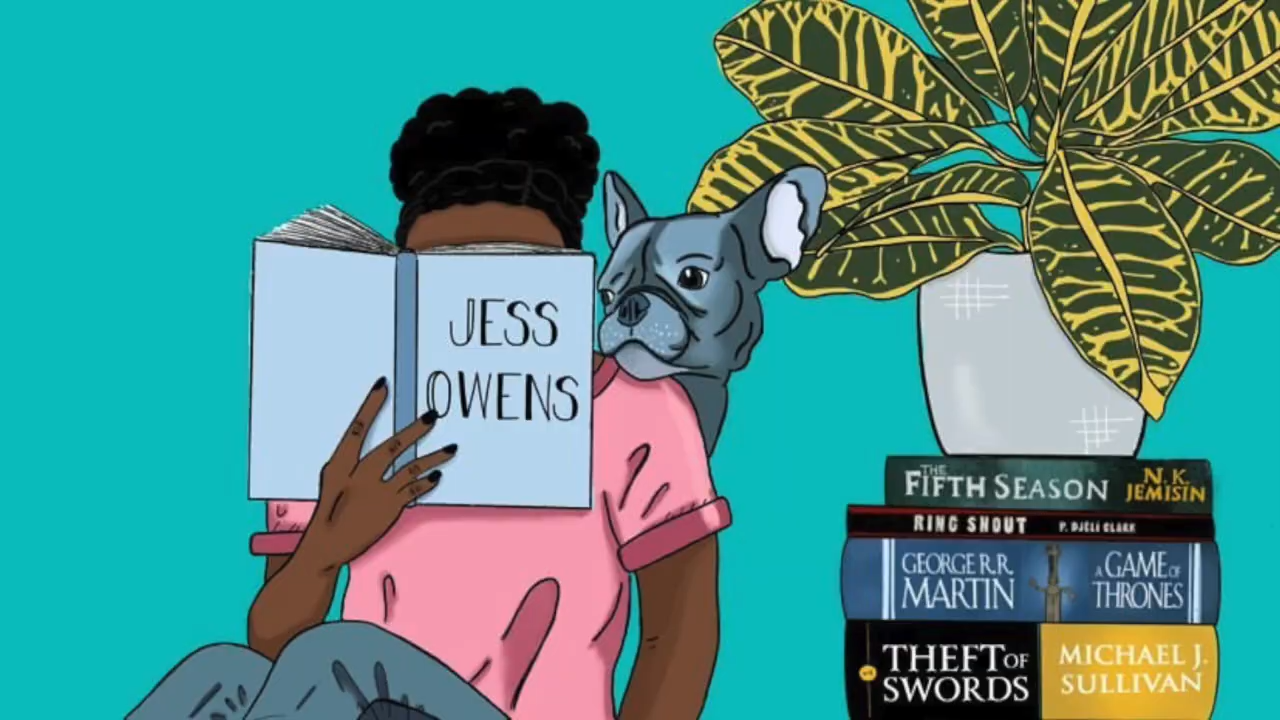 JESS
OWENS
THE
FIFTH SEASON
N. K.
JEMISIN
RING SHOUT P. DJÈLÍ CLARK
GEORGE R.R.
MARTIN
A GAME OF
THRONES
THEFT OF
SWORDS
MICHAEL J.
SULLIVAN